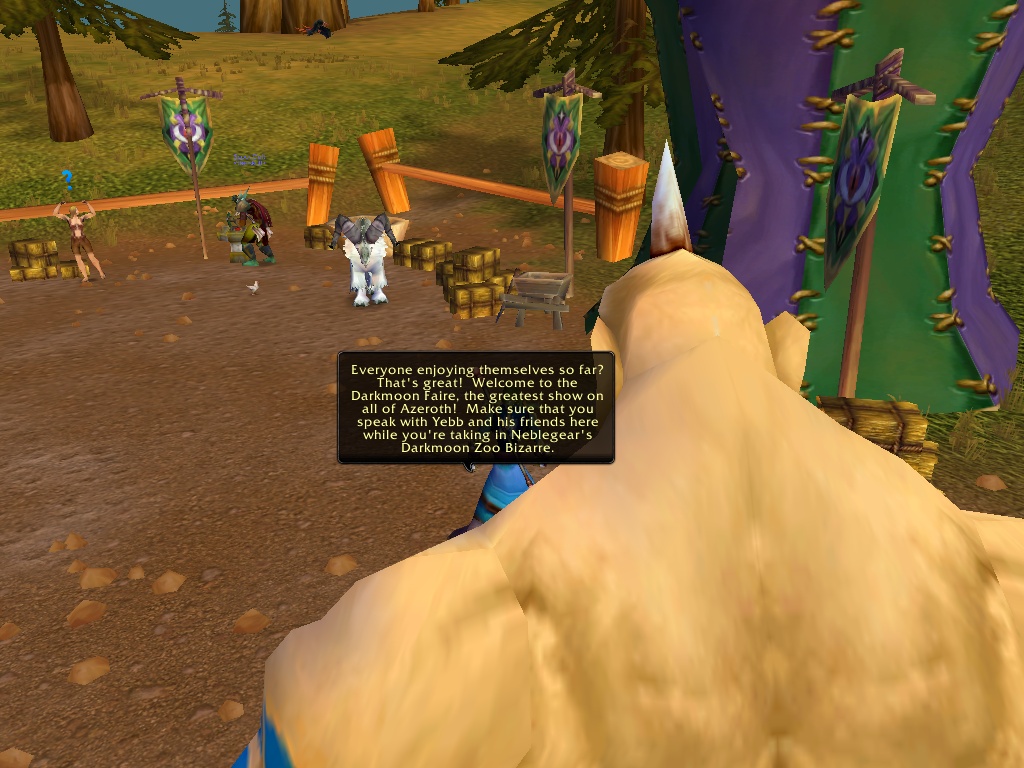 ?
Everyone enjoying themselves so far?
That's great!  Welcome to the
Darkmoon Faire, the greatest show on
all of Azeroth!  Make sure that you
speak with Yebb and his friends here
while you're taking in Neblegear's
Darkmoon Zoo Bizarre.